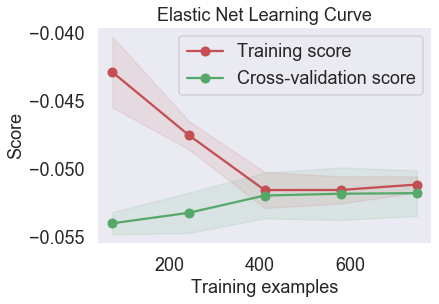 Elastic Net Learning Curve
−0.040
−0.045
−0.050
−0.055
Score
Training score
Cross-validation score
200
400
600
Training examples